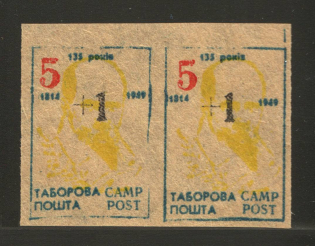 135 років 135 років
5 5
+1 +1
1814 1949 1814 1949
ТАБОРОВА CAMP ТАБОРОВА CAMP
ПОШТА POST ПОШТА POST